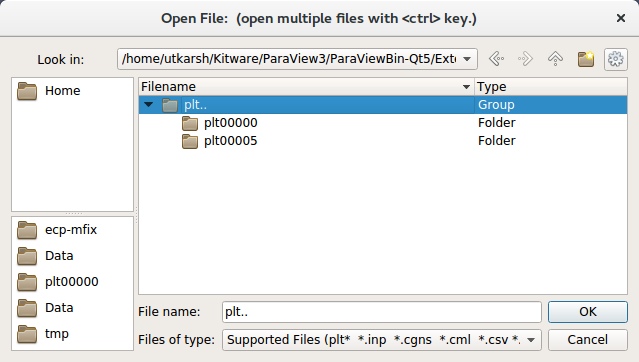 Open File:  (open multiple files with <ctrl> key.)
Look in: /home/utkarsh/Kitware/ParaView3/ParaViewBin-Qt5/Exte
Home
Filename Type
plt.. Group
plt00000 Folder
plt00005 Folder
ecp-mfix
Data
plt00000
Data
tmp
File name: plt.. OK
Files of type: Supported Files (plt* *.inp *.cgns *.cml *.csv *. Cancel